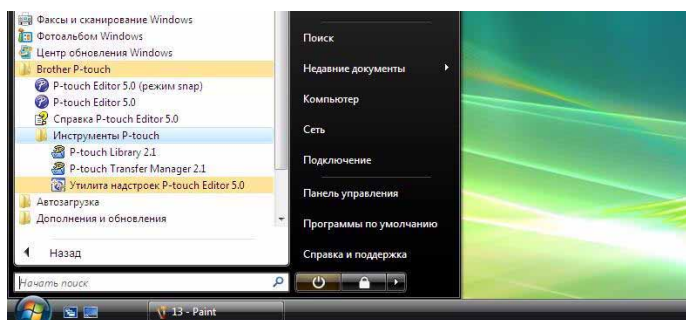 Факсы и сканирование Windows
Фотоальбом Windows
Центр обновления Windows
Brother P-touch
P-touch Editor 5.0 (режим snap)
P-touch Editor 5.0
Справка P-touch Editor 5.0
Инструменты P-touch
P-touch Library 2.1
P-touch Transfer Manager 2.1
Утилита надстроек P-touch Editor 5.0
Автозагрузка
Дополнения и обновления
Назад
Начать поиск
Поиск
Недавние документы
Компьютер
Сеть
Подключение
Панель управления
Программы по умолчанию
Справка и поддержка
13 - Paint